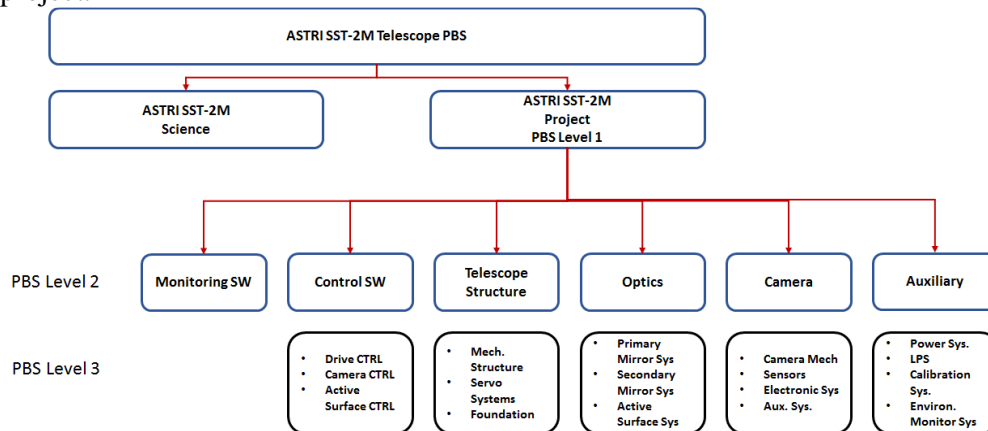 project.
ASTRI SST-2M Telescope PBS
ASTRI SST-2M
Science
ASTRI SST-2M
Project
PBS Level 1
PBS Level 2
Monitoring SW
Control SW
Telescope
Structure
Optics
Camera
Auxiliary
PBS Level 3
• Drive CTRL
• Camera CTRL
• Active
Surface CTRL
• Mech.
Structure
• Servo
Systems
• Foundation
• Primary
Mirror Sys
• Secondary
Mirror Sys
• Active
Surface Sys
• Camera Mech
• Sensors
• Electronic Sys
• Aux. Sys.
• Power Sys.
• LPS
• Calibration
Sys.
• Environ.
Monitor Sys